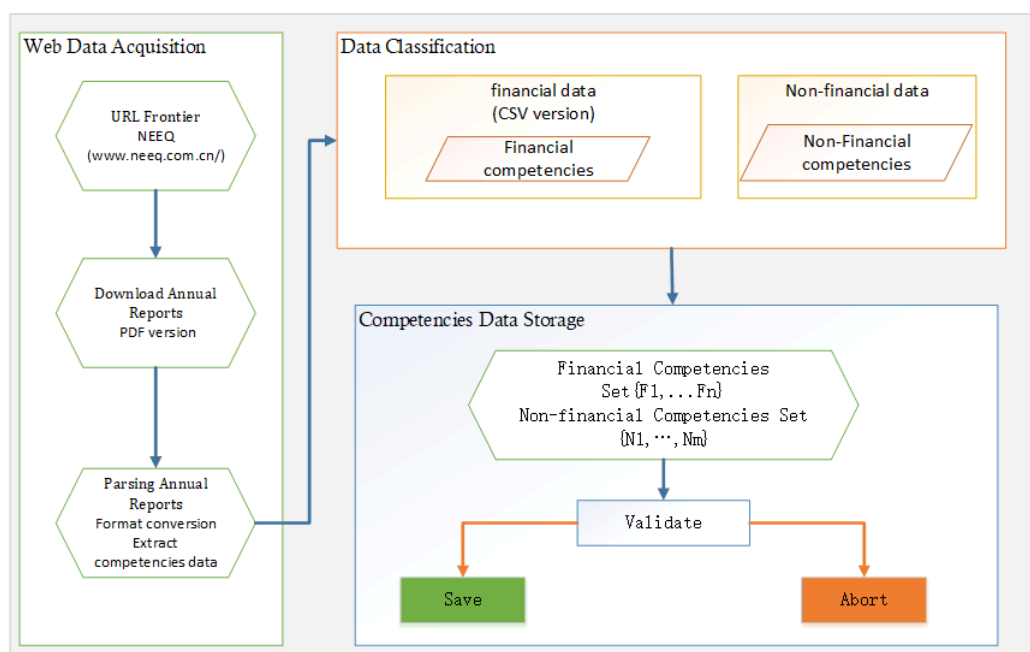 Web Data Acquisition
URL Frontier
NEEQ
(www.neeq.com.cn/)
Download Annual
Reports
PDF version
Parsing Annual
Reports
Format conversion
Extract
competencies data
Data Classification
financial data
(CSV version)
Financial
competencies
Non-financial data
Non-Financial
competencies
Competencies Data Storage
Financial Competencies
Set{F1,...Fn}
Non-financial Competencies Set
{N1,⋯,Nm}
Validate
Save
Abort